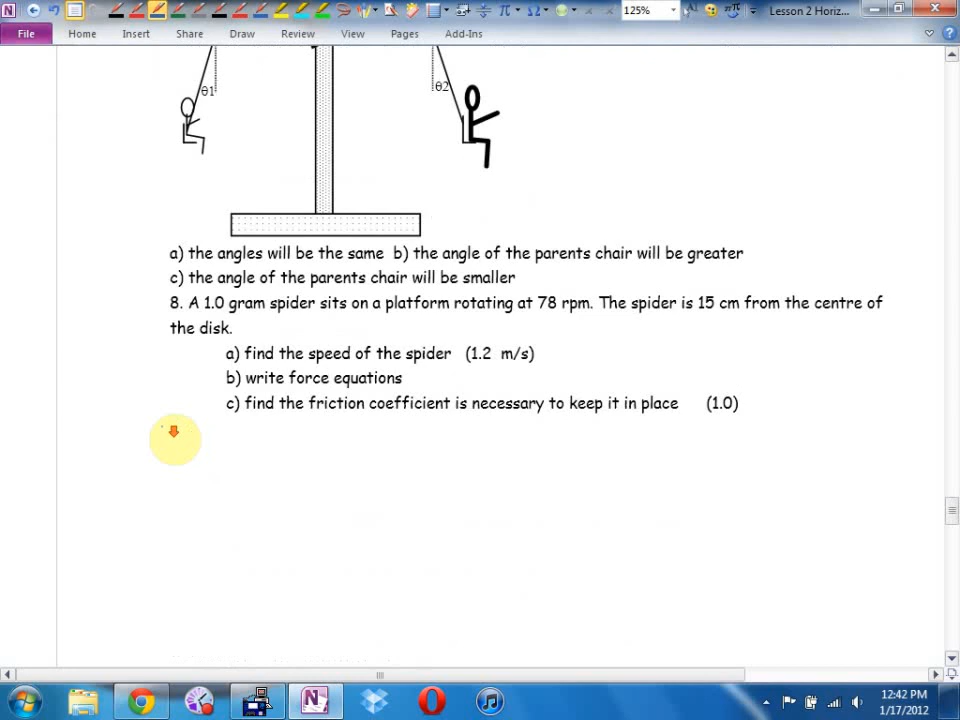 125%
Lesson 2 Horiz...
File Home Insert Share Draw Review View Pages Add-Ins
θ1
θ2
a) the angles will be the same b) the angle of the parents chair will be greater
c) the angle of the parents chair will be smaller
8. A 1.0 gram spider sits on a platform rotating at 78 rpm. The spider is 15 cm from the centre of
the disk.
a) find the speed of the spider (1.2 m/s)
b) write force equations
c) find the friction coefficient is necessary to keep it in place (1.0)
12:42 PM
1/17/2012